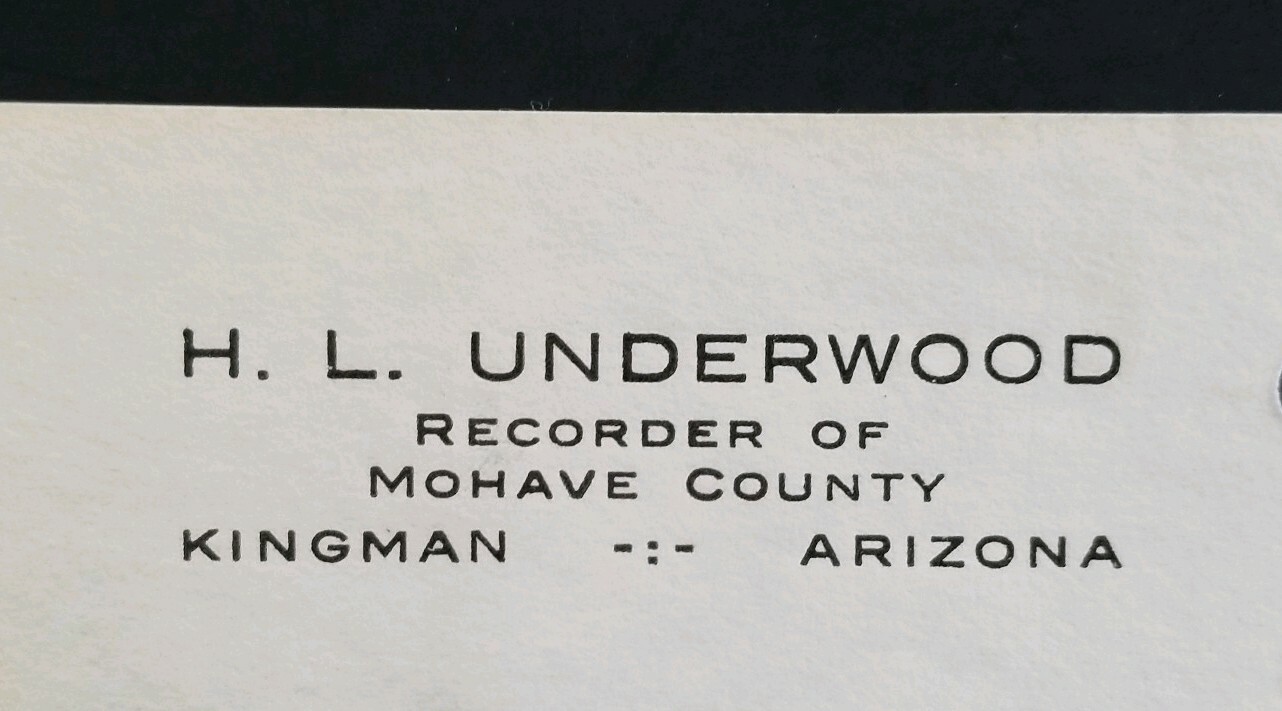 H. L. UNDERWOOD
RECORDER OF
MOHAVE COUNTY
KINGMAN -:- ARIZONA